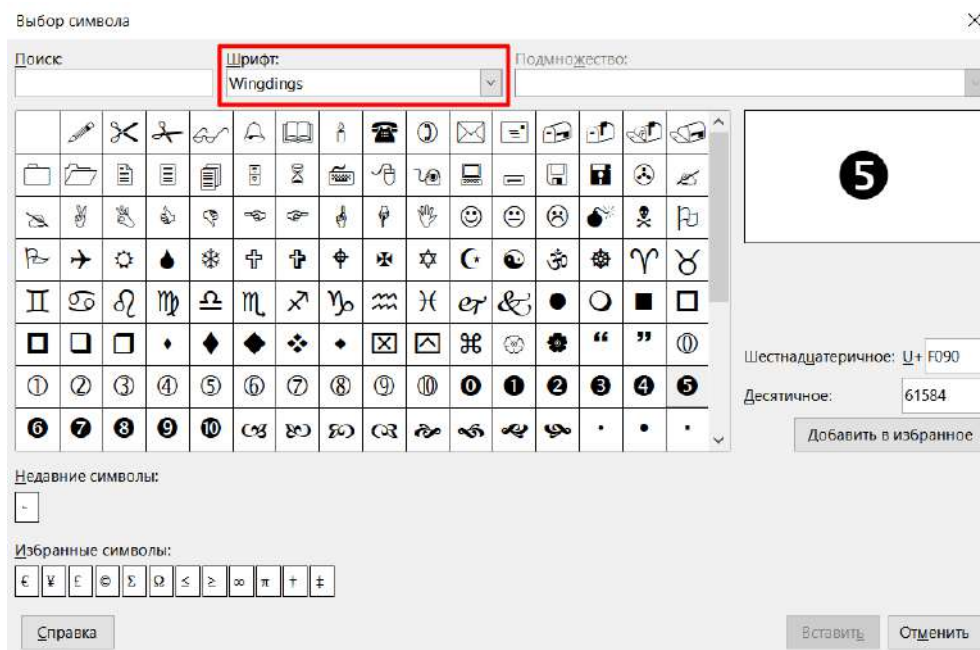 Выбор символа
Поиск:
Шрифт:
Подмножество:
Wingdings
Шестнадцатеричное: U+ F090
Десятичное: 61584
Добавить в избранное
Недавние символы:
Избранные символы:
€ ¥ £ © Σ Ω ≤ ≥ ∞ π † ‡
Справка
Вставить
Отменить